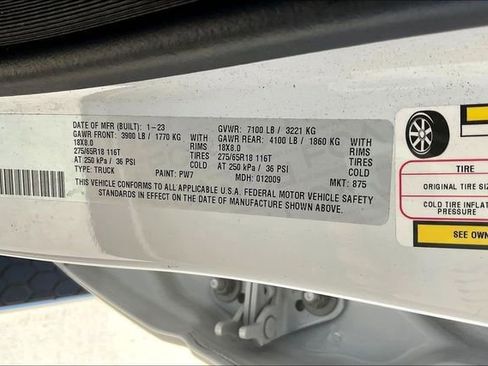 DATE OF MFR (BUILT): 1-23 GVWR: 7100 LB / 3221 KG
GAWR FRONT: 3900 LB / 1770 KG WITH GAWR REAR: 4100 LB / 1860 KG WITH
18X8.0 RIMS 18X8.0 RIMS
275/65R18 116T TIRES 275/65R18 116T TIRES
AT 250 kPa / 36 PSI COLD AT 250 kPa / 36 PSI COLD
TYPE: TRUCK PAINT: PW7 MDH: 012009 MKT: 875
THIS VEHICLE CONFORMS TO ALL APPLICABLE U.S.A. FEDERAL MOTOR VEHICLE SAFETY
STANDARDS IN EFFECT ON THE DATE OF MANUFACTURE SHOWN ABOVE.
TIRE
ORIGINAL TIRE SIZ
COLD TIRE INFLAT
PRESSURE
SEE OWN